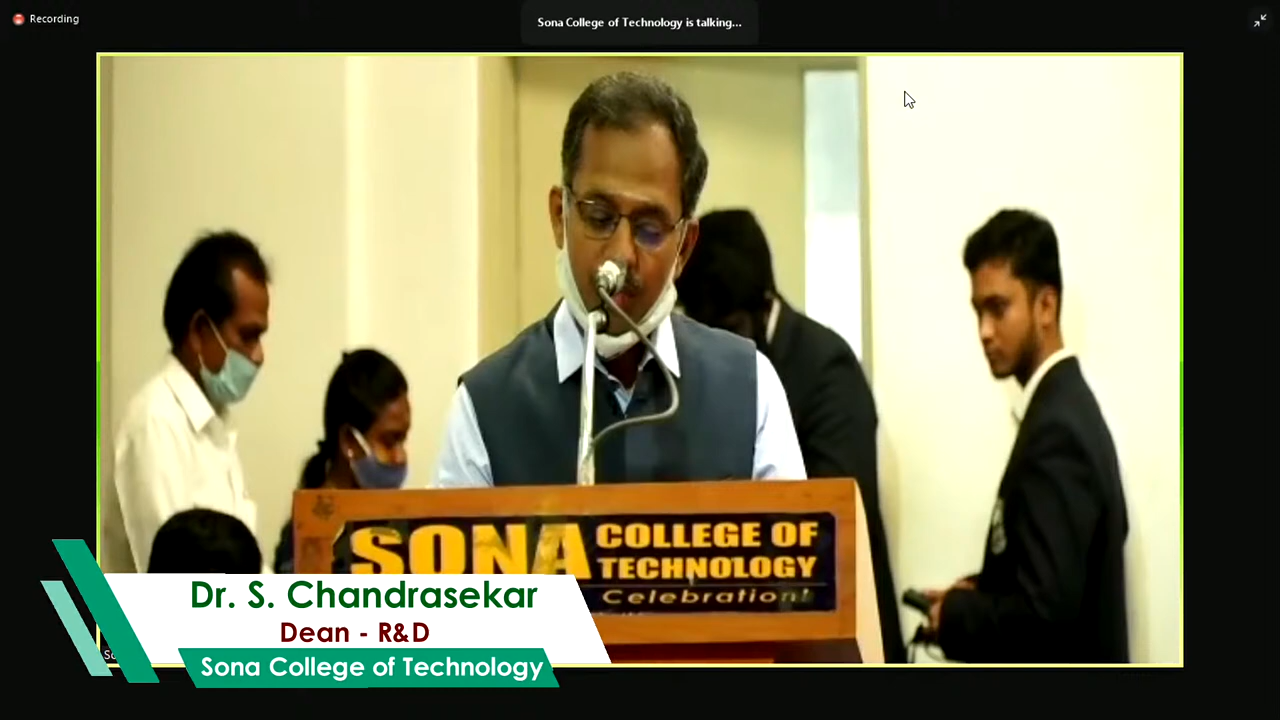 Recording
Sona College of Technology is talking...
SONA COLLEGE OF
TECHNOLOGY
Celebration!
Dr. S. Chandrasekar
Dean - R&D
Sona College of Technology